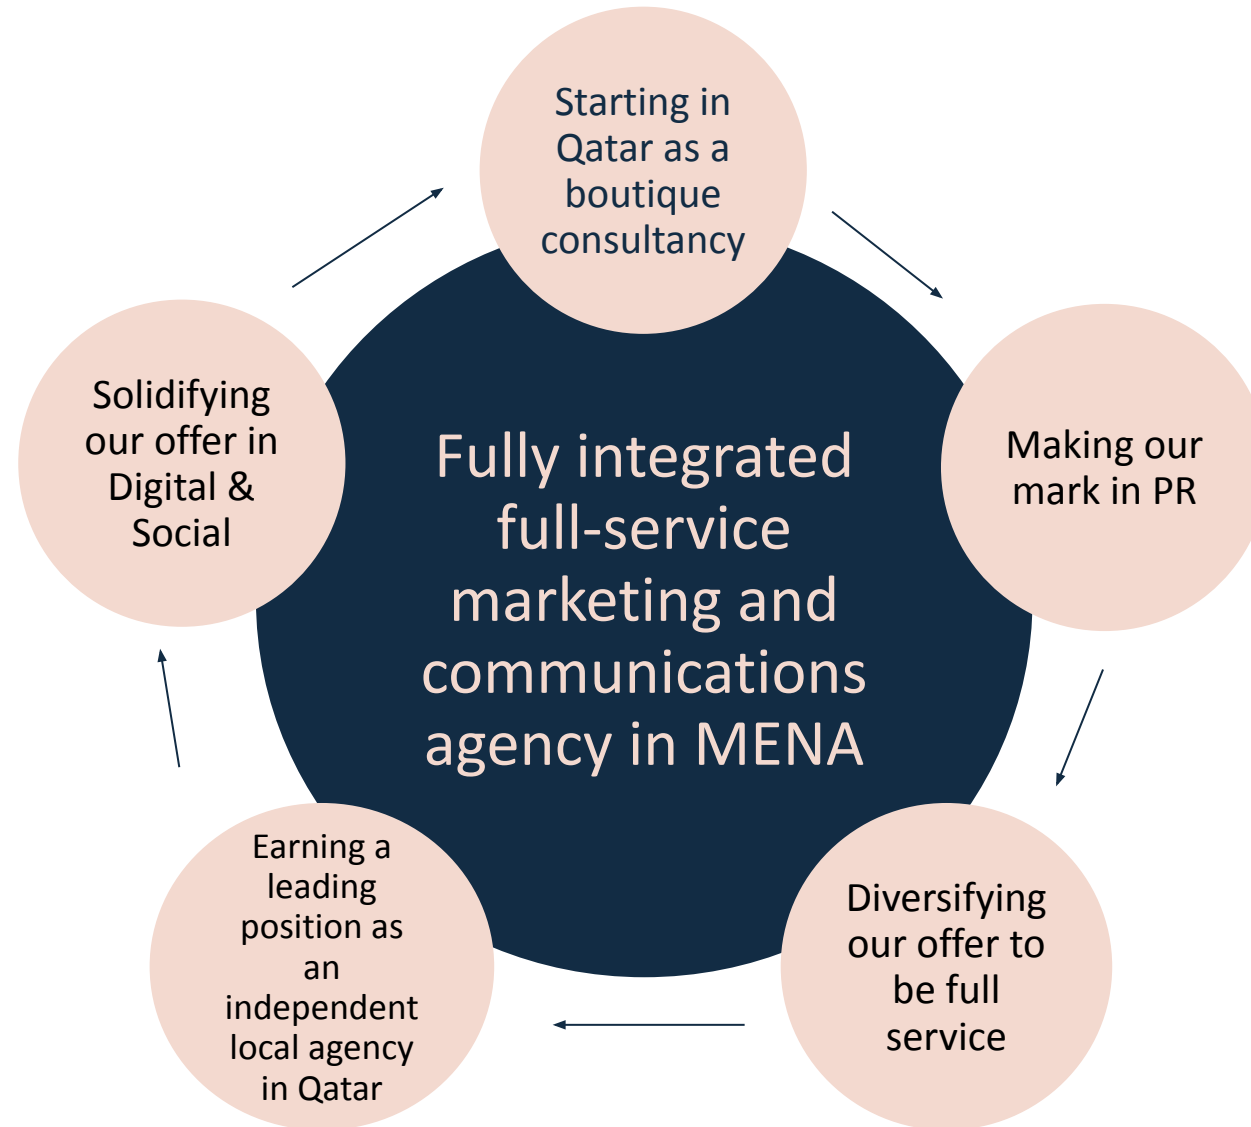 Starting in
Qatar as a
boutique
consultancy
Making our
mark in PR
Diversifying
our offer to
be full
service
Earning a
leading
position as
an
independent
local agency
in Qatar
Solidifying
our offer in
Digital &
Social
Fully integrated
full-service
marketing and
communications
agency in MENA